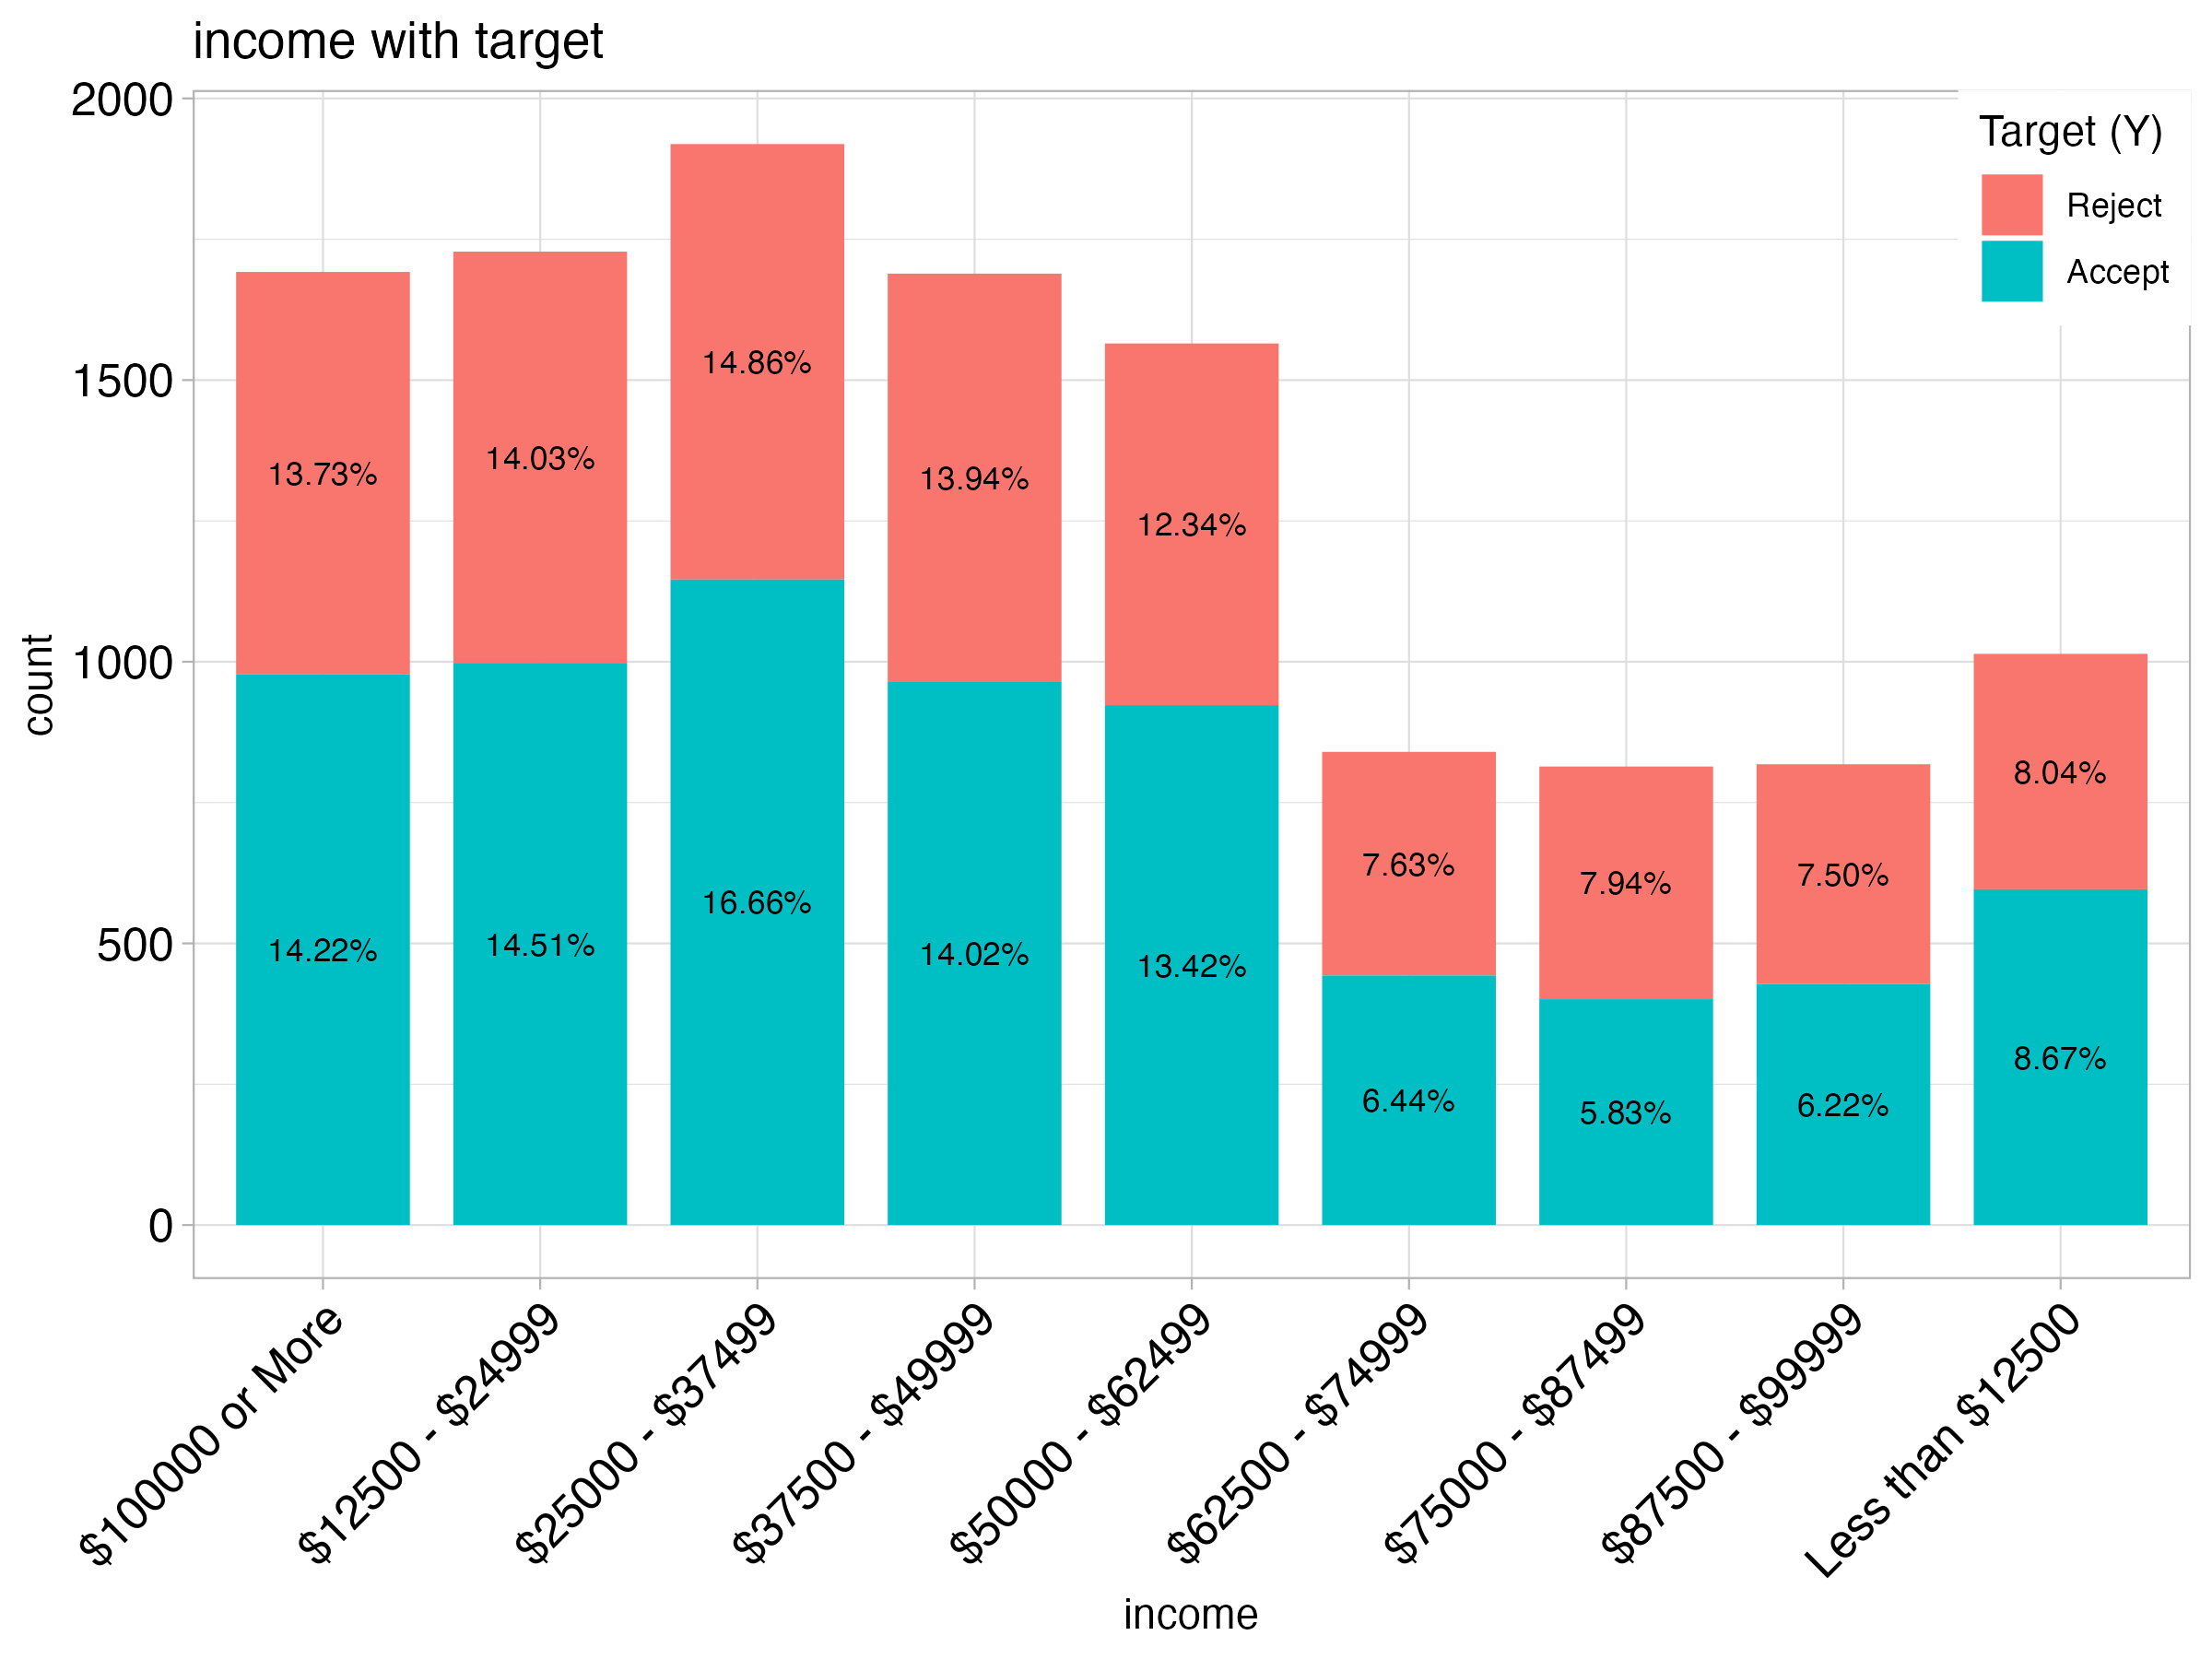 income with target
2000
1500
1000
500
0
count
Target (Y)
Reject
Accept
13.73%
14.03%
14.86%
13.94%
12.34%
7.63%
7.94%
7.50%
8.04%
14.22%
14.51%
16.66%
14.02%
13.42%
6.44%
5.83%
6.22%
8.67%
$100000 or More
$12500 - $24999
$25000 - $37499
$37500 - $49999
$50000 - $62499
$62500 - $74999
$75000 - $87499
$87500 - $99999
Less than $12500
income